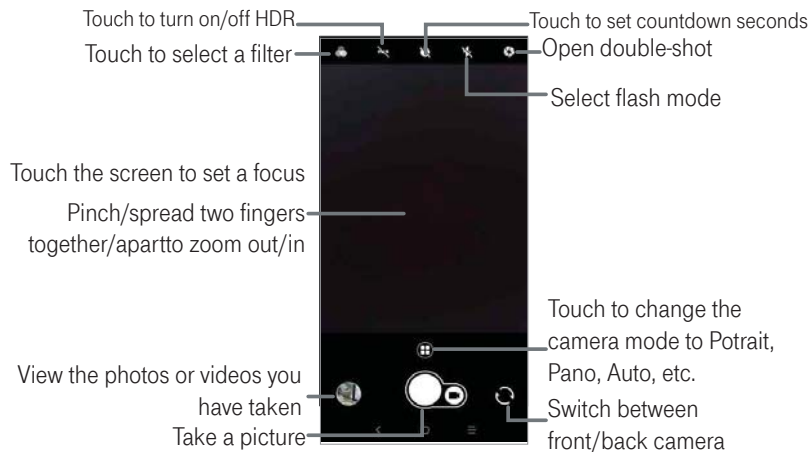 Touch to turn on/off HDR
Touch to set countdown seconds
Touch to select a filter
Open double-shot
Select flash mode
Touch the screen to set a focus
Pinch/spread two fingers
together/apartto zoom out/in
Touch to change the
camera mode to Potrait,
Pano, Auto, etc.
View the photos or videos you
have taken
Take a picture
Switch between
front/back camera